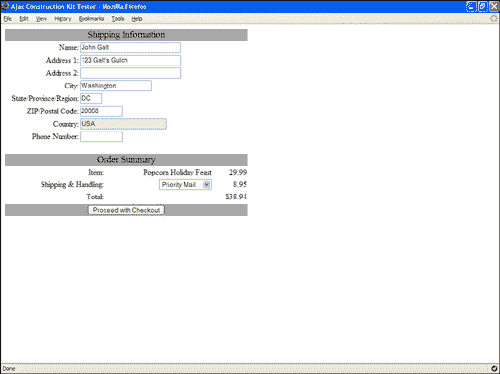 Ajax Construction Kit Tester - Mozilla Firefox
File Edit View History Bookmarks Tools Help
Shipping Information
Name: John Galt
Address 1: 123 Galt's Gulch
Address 2:
City: Washington
State/Province/Region: DC
ZIP/Postal Code: 20008
Country: USA
Phone Number:
Order Summary
Item: Popcorn Holiday Feast 29.99
Shipping & Handling: Priority Mail 8.95
Total: $38.94
Proceed with Checkout
Done